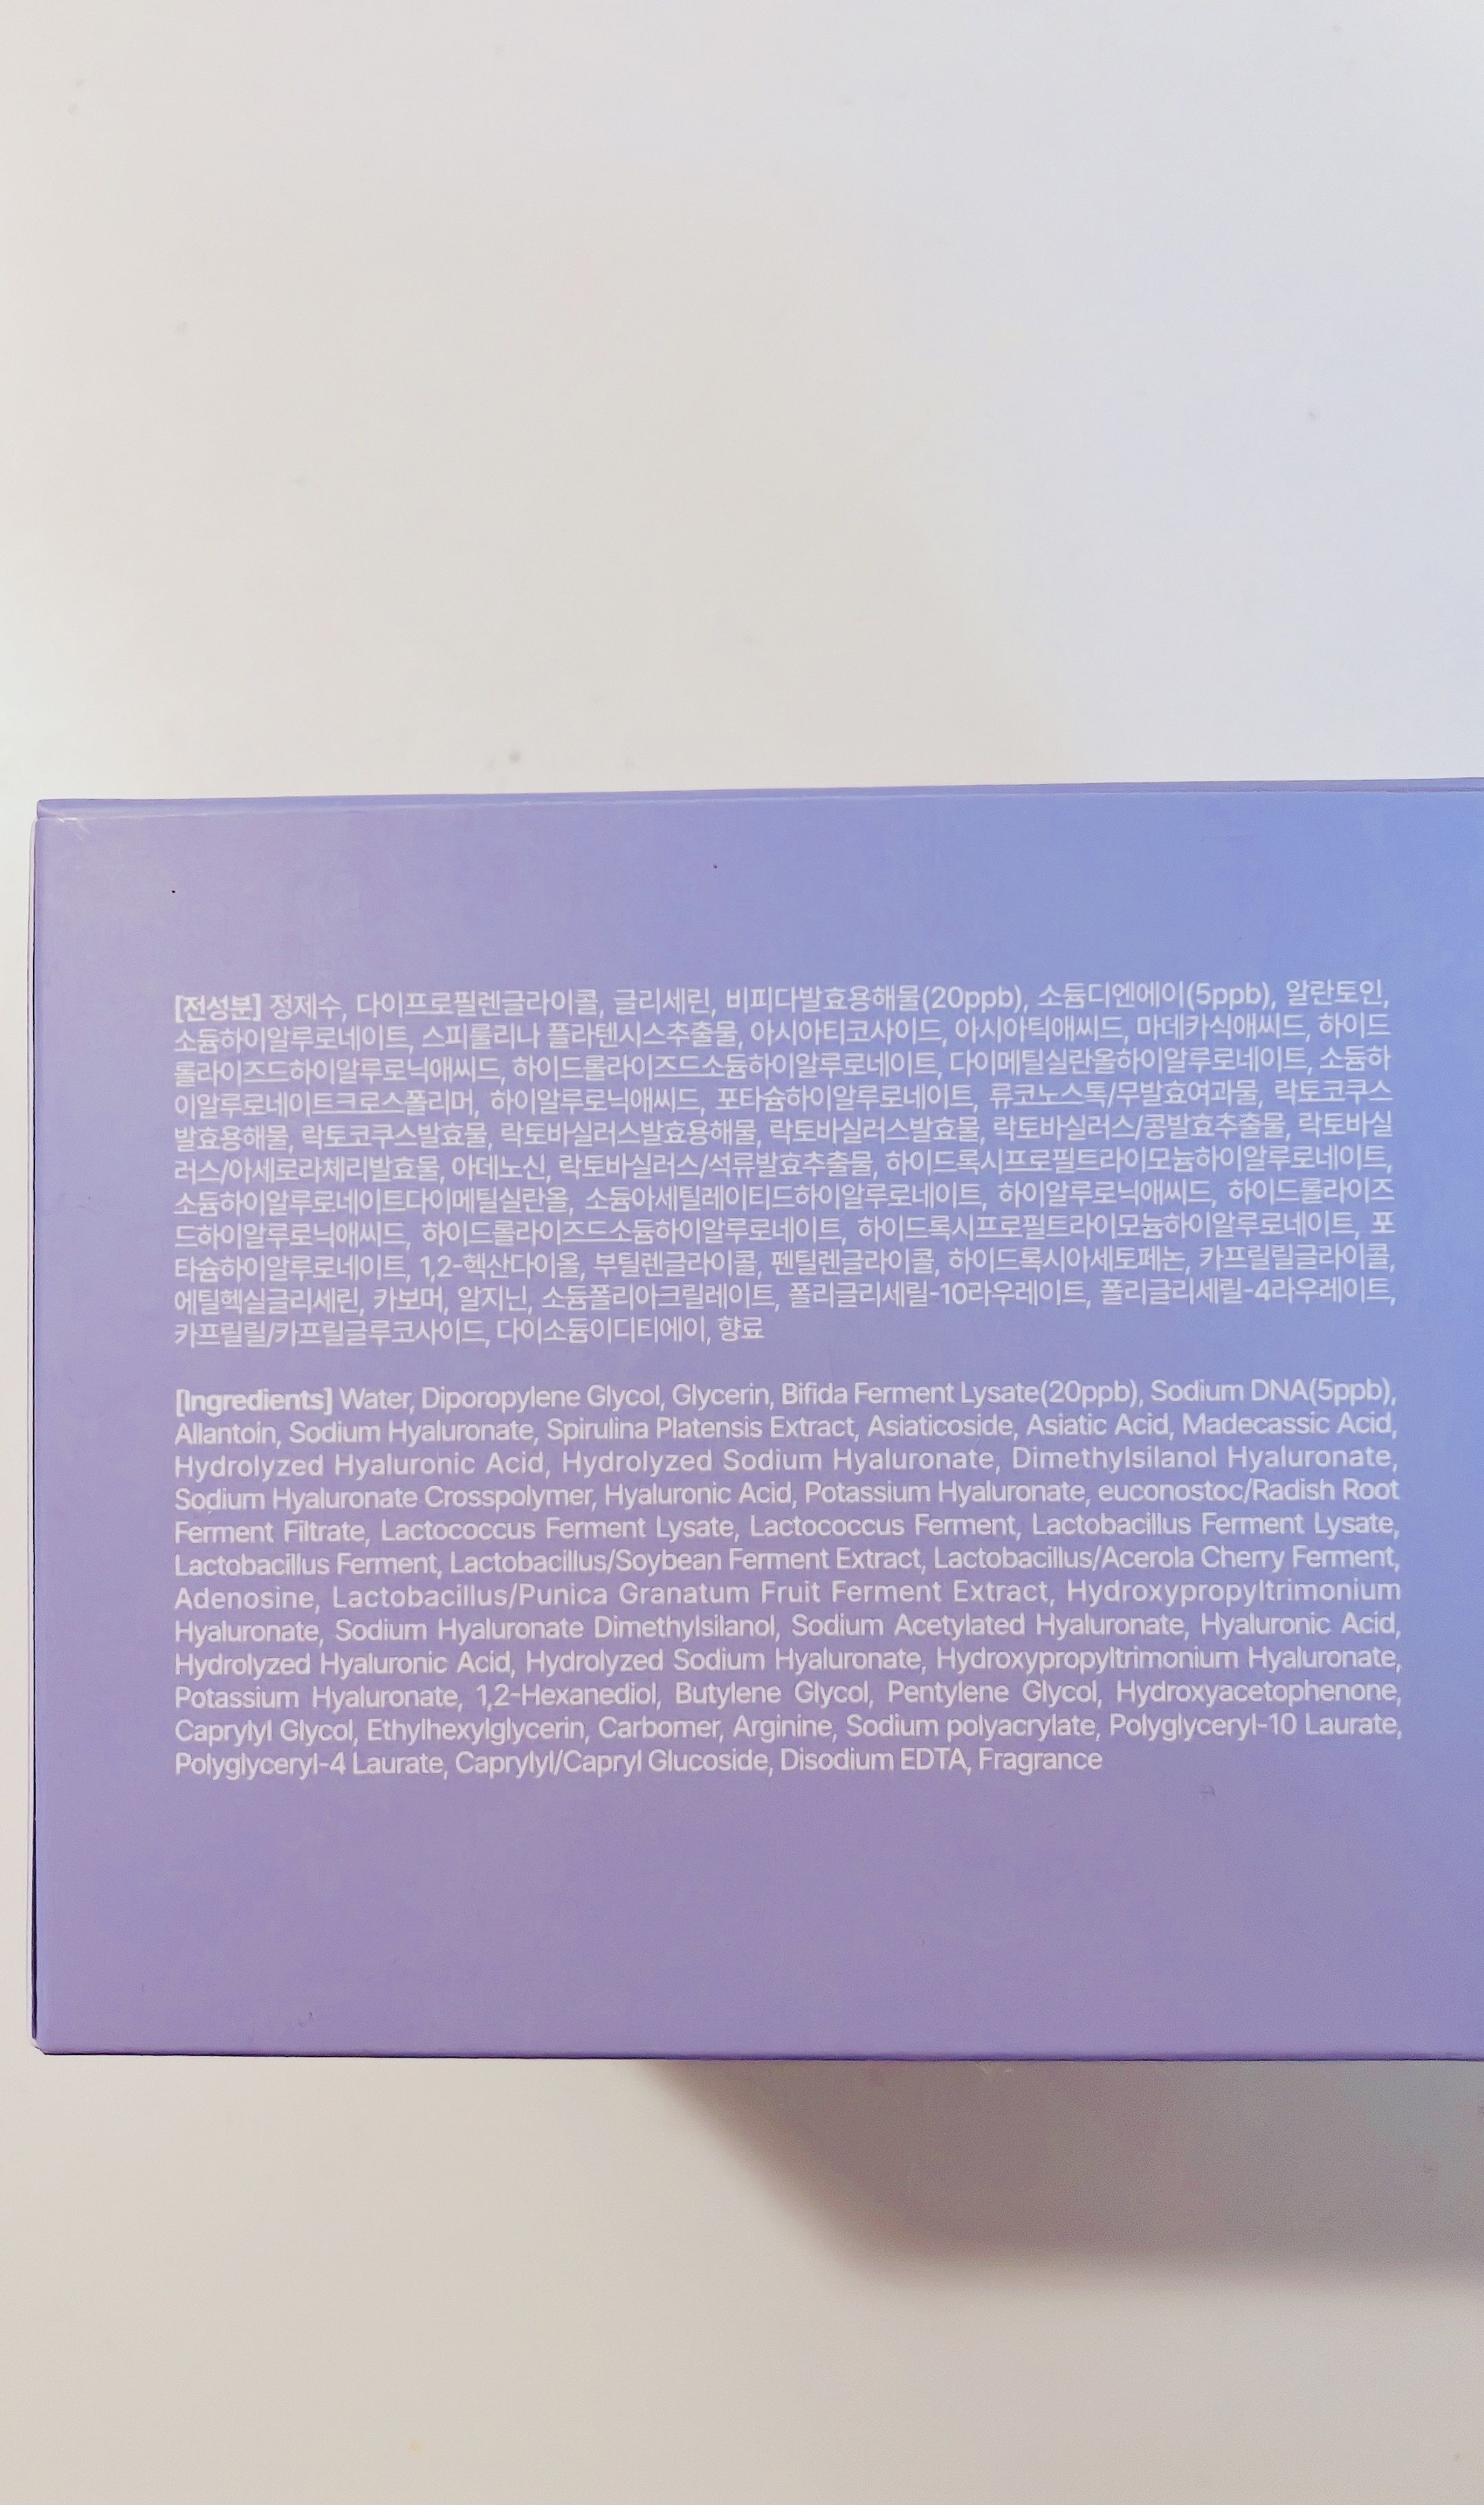 [전성분] 정제수, 다이프로필렌글라이콜, 글리세린, 비피다발효용해물(20ppb), 소듐디엔에이(5ppb), 알란토인,
소듐하이알루로네이트, 스피룰리나 플라텐시스추출물, 아시아티코사이드, 아시아틱애씨드, 마데카식애씨드, 하이드
롤라이즈드하이알루로닉애씨드, 하이드롤라이즈드소듐하이알루로네이트, 다이메틸실란올하이알루로네이트, 소듐하
이알루로네이트크로스폴리머, 하이알루로닉애씨드, 포타슘하이알루로네이트, 류코노스톡/무발효여과물, 락토코쿠스
발효용해물, 락토코쿠스발효물, 락토바실러스발효용해물, 락토바실러스발효물, 락토바실러스/콩발효추출물, 락토바실
러스/아세로라체리발효물, 아데노신, 락토바실러스/석류발효추출물, 하이드록시프로필트라이모늄하이알루로네이트,
소듐하이알루로네이트다이메틸실란올, 소듐아세틸레이티드하이알루로네이트, 하이알루로닉애씨드, 하이드롤라이즈
드하이알루로닉애씨드, 하이드롤라이즈드소듐하이알루로네이트, 하이드록시프로필트라이모늄하이알루로네이트, 포
타슘하이알루로네이트, 1,2-헥산다이올, 부틸렌글라이콜, 펜틸렌글라이콜, 하이드록시아세토페논, 카프릴릴글라이콜,
에틸헥실글리세린, 카보머, 알지닌, 소듐폴리아크릴레이트, 폴리글리세릴-10라우레이트, 폴리글리세릴-4라우레이트,
카프릴릴/카프릴글루코사이드, 다이소듐이디티에이, 향료
[Ingredients] Water, Diporopylene Glycol, Glycerin, Bifida Ferment Lysate(20ppb), Sodium DNA(5ppb),
Allantoin, Sodium Hyaluronate, Spirulina Platensis Extract, Asiaticoside, Asiatic Acid, Madecassic Acid,
Hydrolyzed Hyaluronic Acid, Hydrolyzed Sodium Hyaluronate, Dimethylsilanol Hyaluronate,
Sodium Hyaluronate Crosspolymer, Hyaluronic Acid, Potassium Hyaluronate, euconostoc/Radish Root
Ferment Filtrate, Lactococcus Ferment Lysate, Lactococcus Ferment, Lactobacillus Ferment Lysate,
Lactobacillus Ferment, Lactobacillus/Soybean Ferment Extract, Lactobacillus/Acerola Cherry Ferment,
Adenosine, Lactobacillus/Punica Granatum Fruit Ferment Extract, Hydroxypropyltrimonium
Hyaluronate, Sodium Hyaluronate Dimethylsilanol, Sodium Acetylated Hyaluronate, Hyaluronic Acid,
Hydrolyzed Hyaluronic Acid, Hydrolyzed Sodium Hyaluronate, Hydroxypropyltrimonium Hyaluronate,
Potassium Hyaluronate, 1,2-Hexanediol, Butylene Glycol, Pentylene Glycol, Hydroxyacetophenone,
Caprylyl Glycol, Ethylhexylglycerin, Carbomer, Arginine, Sodium polyacrylate, Polyglyceryl-10 Laurate,
Polyglyceryl-4 Laurate, Caprylyl/Capryl Glucoside, Disodium EDTA, Fragrance